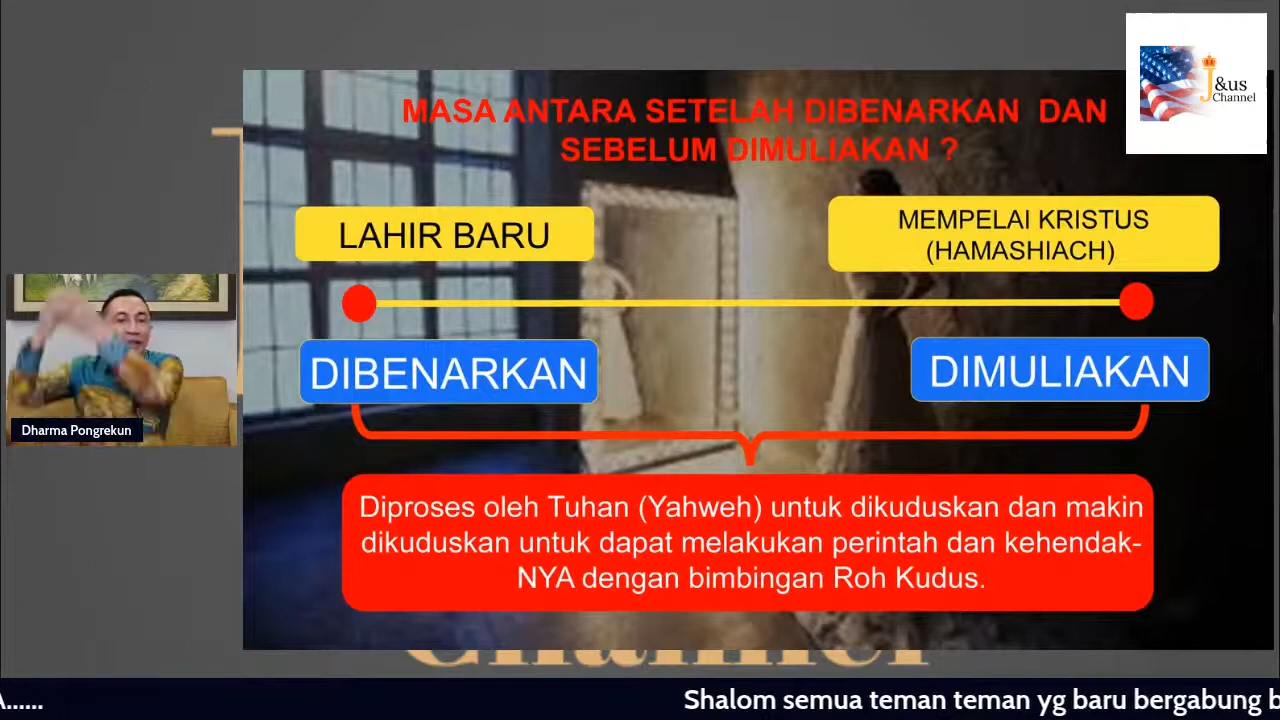 J&us
Channel
MASA ANTARA SETELAH DIBENARKAN DAN
SEBELUM DIMULIAKAN ?
LAHIR BARU
MEMPELAI KRISTUS
(HAMASHIACH)
DIBENARKAN
DIMULIAKAN
Dharma Pongrekun
Diproses oleh Tuhan (Yahweh) untuk dikuduskan dan makin
dikuduskan untuk dapat melakukan perintah dan kehendak-
NYA dengan bimbingan Roh Kudus.
A...... Shalom semua teman teman yg baru bergabung b